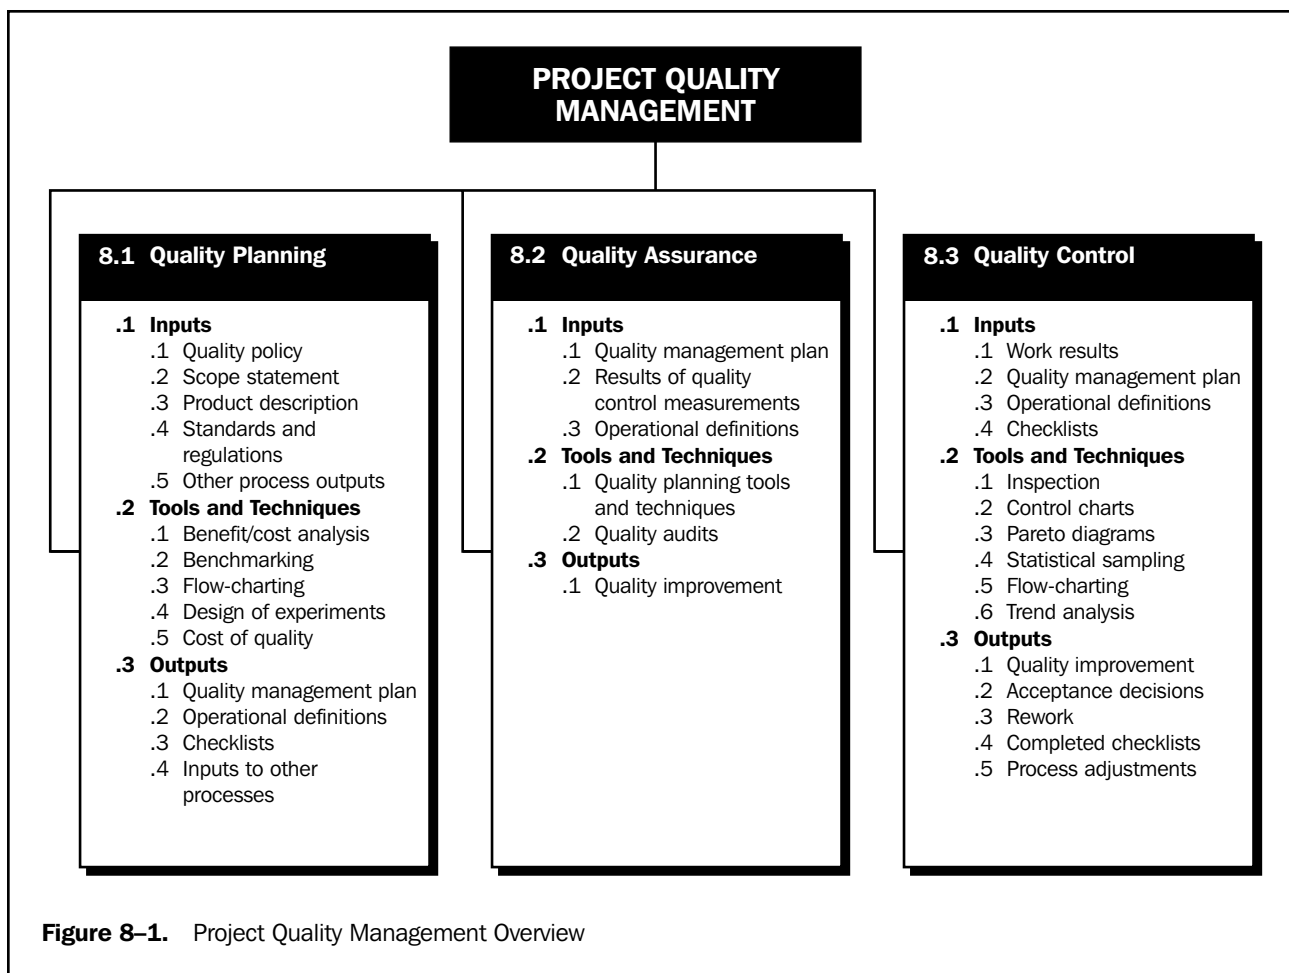 PROJECT QUALITY
MANAGEMENT
8.1 Quality Planning
.1 Inputs
.1 Quality policy
.2 Scope statement
.3 Product description
.4 Standards and
regulations
.5 Other process outputs
.2 Tools and Techniques
.1 Benefit/cost analysis
.2 Benchmarking
.3 Flow-charting
.4 Design of experiments
.5 Cost of quality
.3 Outputs
.1 Quality management plan
.2 Operational definitions
.3 Checklists
.4 Inputs to other
processes
8.2 Quality Assurance
.1 Inputs
.1 Quality management plan
.2 Results of quality
control measurements
.3 Operational definitions
.2 Tools and Techniques
.1 Quality planning tools
and techniques
.2 Quality audits
.3 Outputs
.1 Quality improvement
8.3 Quality Control
.1 Inputs
.1 Work results
.2 Quality management plan
.3 Operational definitions
.4 Checklists
.2 Tools and Techniques
.1 Inspection
.2 Control charts
.3 Pareto diagrams
.4 Statistical sampling
.5 Flow-charting
.6 Trend analysis
.3 Outputs
.1 Quality improvement
.2 Acceptance decisions
.3 Rework
.4 Completed checklists
.5 Process adjustments
Figure 8–1. Project Quality Management Overview